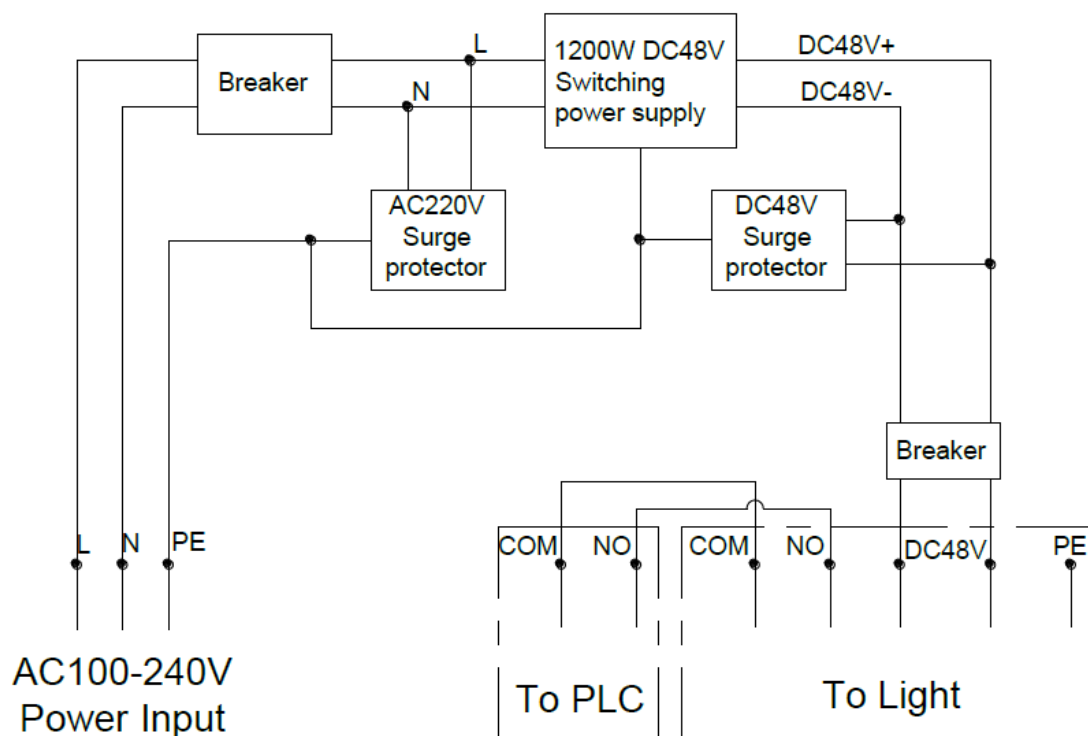 L
1200W DC48V
Switching
power supply
DC48V+
Breaker
N
DC48V-
AC220V
Surge
protector
DC48V
Surge
protector
Breaker
L N PE
COM NO
COM NO DC48V PE
AC100-240V
Power Input
To PLC
To Light